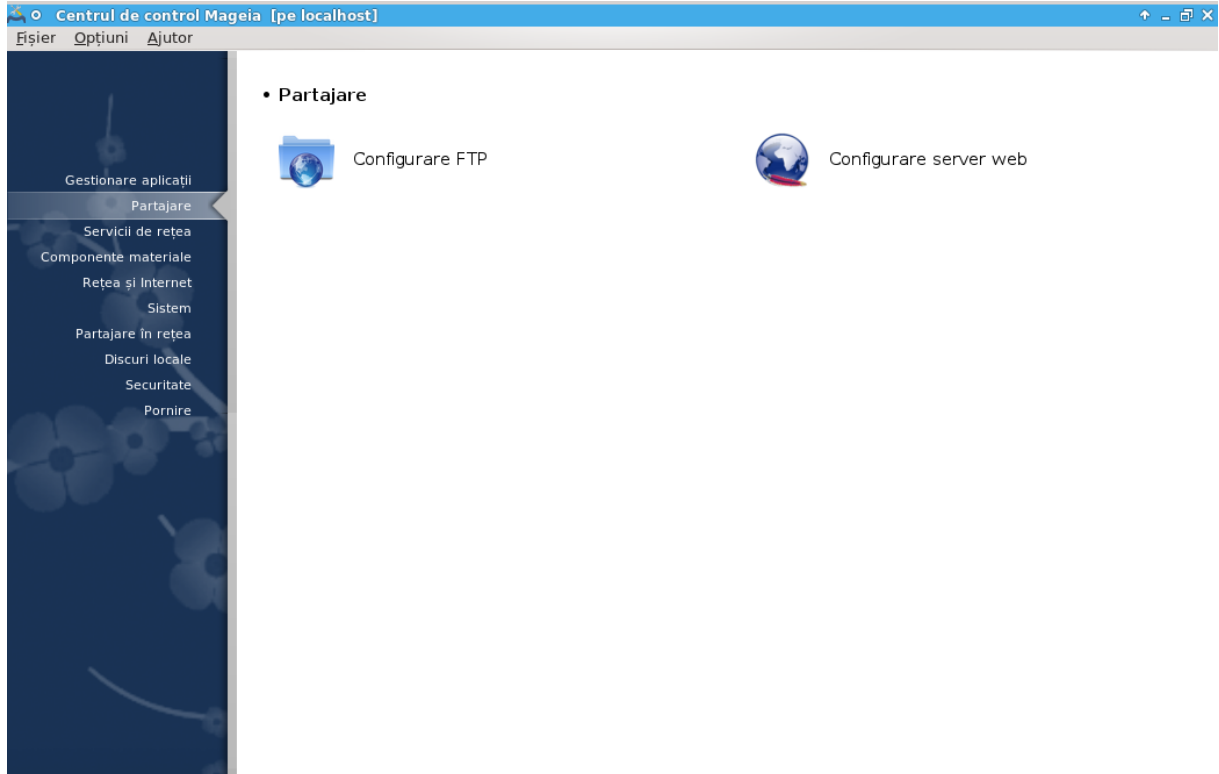 Centrul de control Mageia [pe localhost]
Fișier Opțiuni Ajutor
• Partajare
Configurare FTP
Configurare server web
Gestionare aplicații
Partajare
Servicii de rețea
Componente materiale
Rețea și Internet
Sistem
Partajare în rețea
Discuri locale
Securitate
Pornire